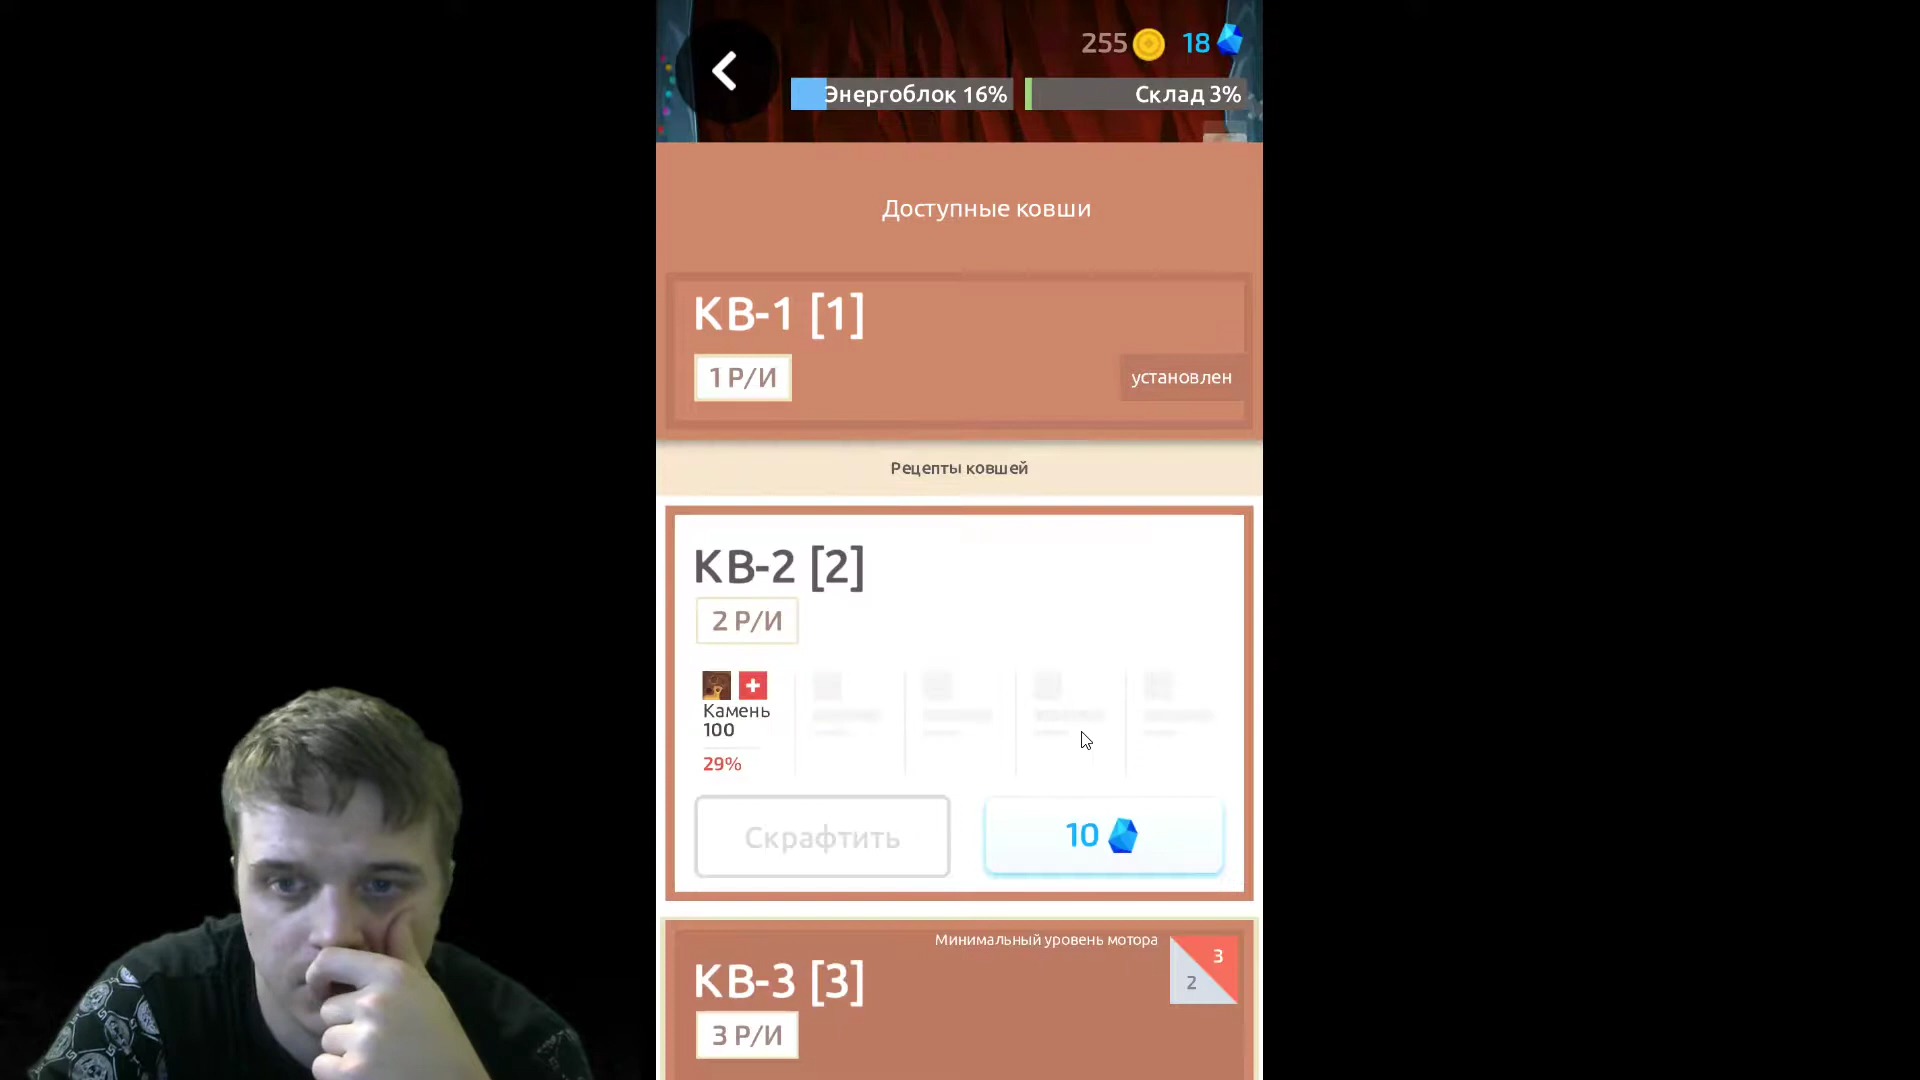 255
18
Энергоблок 16%
Склад 3%
Доступные ковши
КВ-1 [1]
1 Р/И
установлен
Рецепты ковшей
КВ-2 [2]
2 Р/И
Камень
100
29%
Скрафтить
10
Минимальный уровень мотора
3
2
КВ-3 [3]
3 Р/И